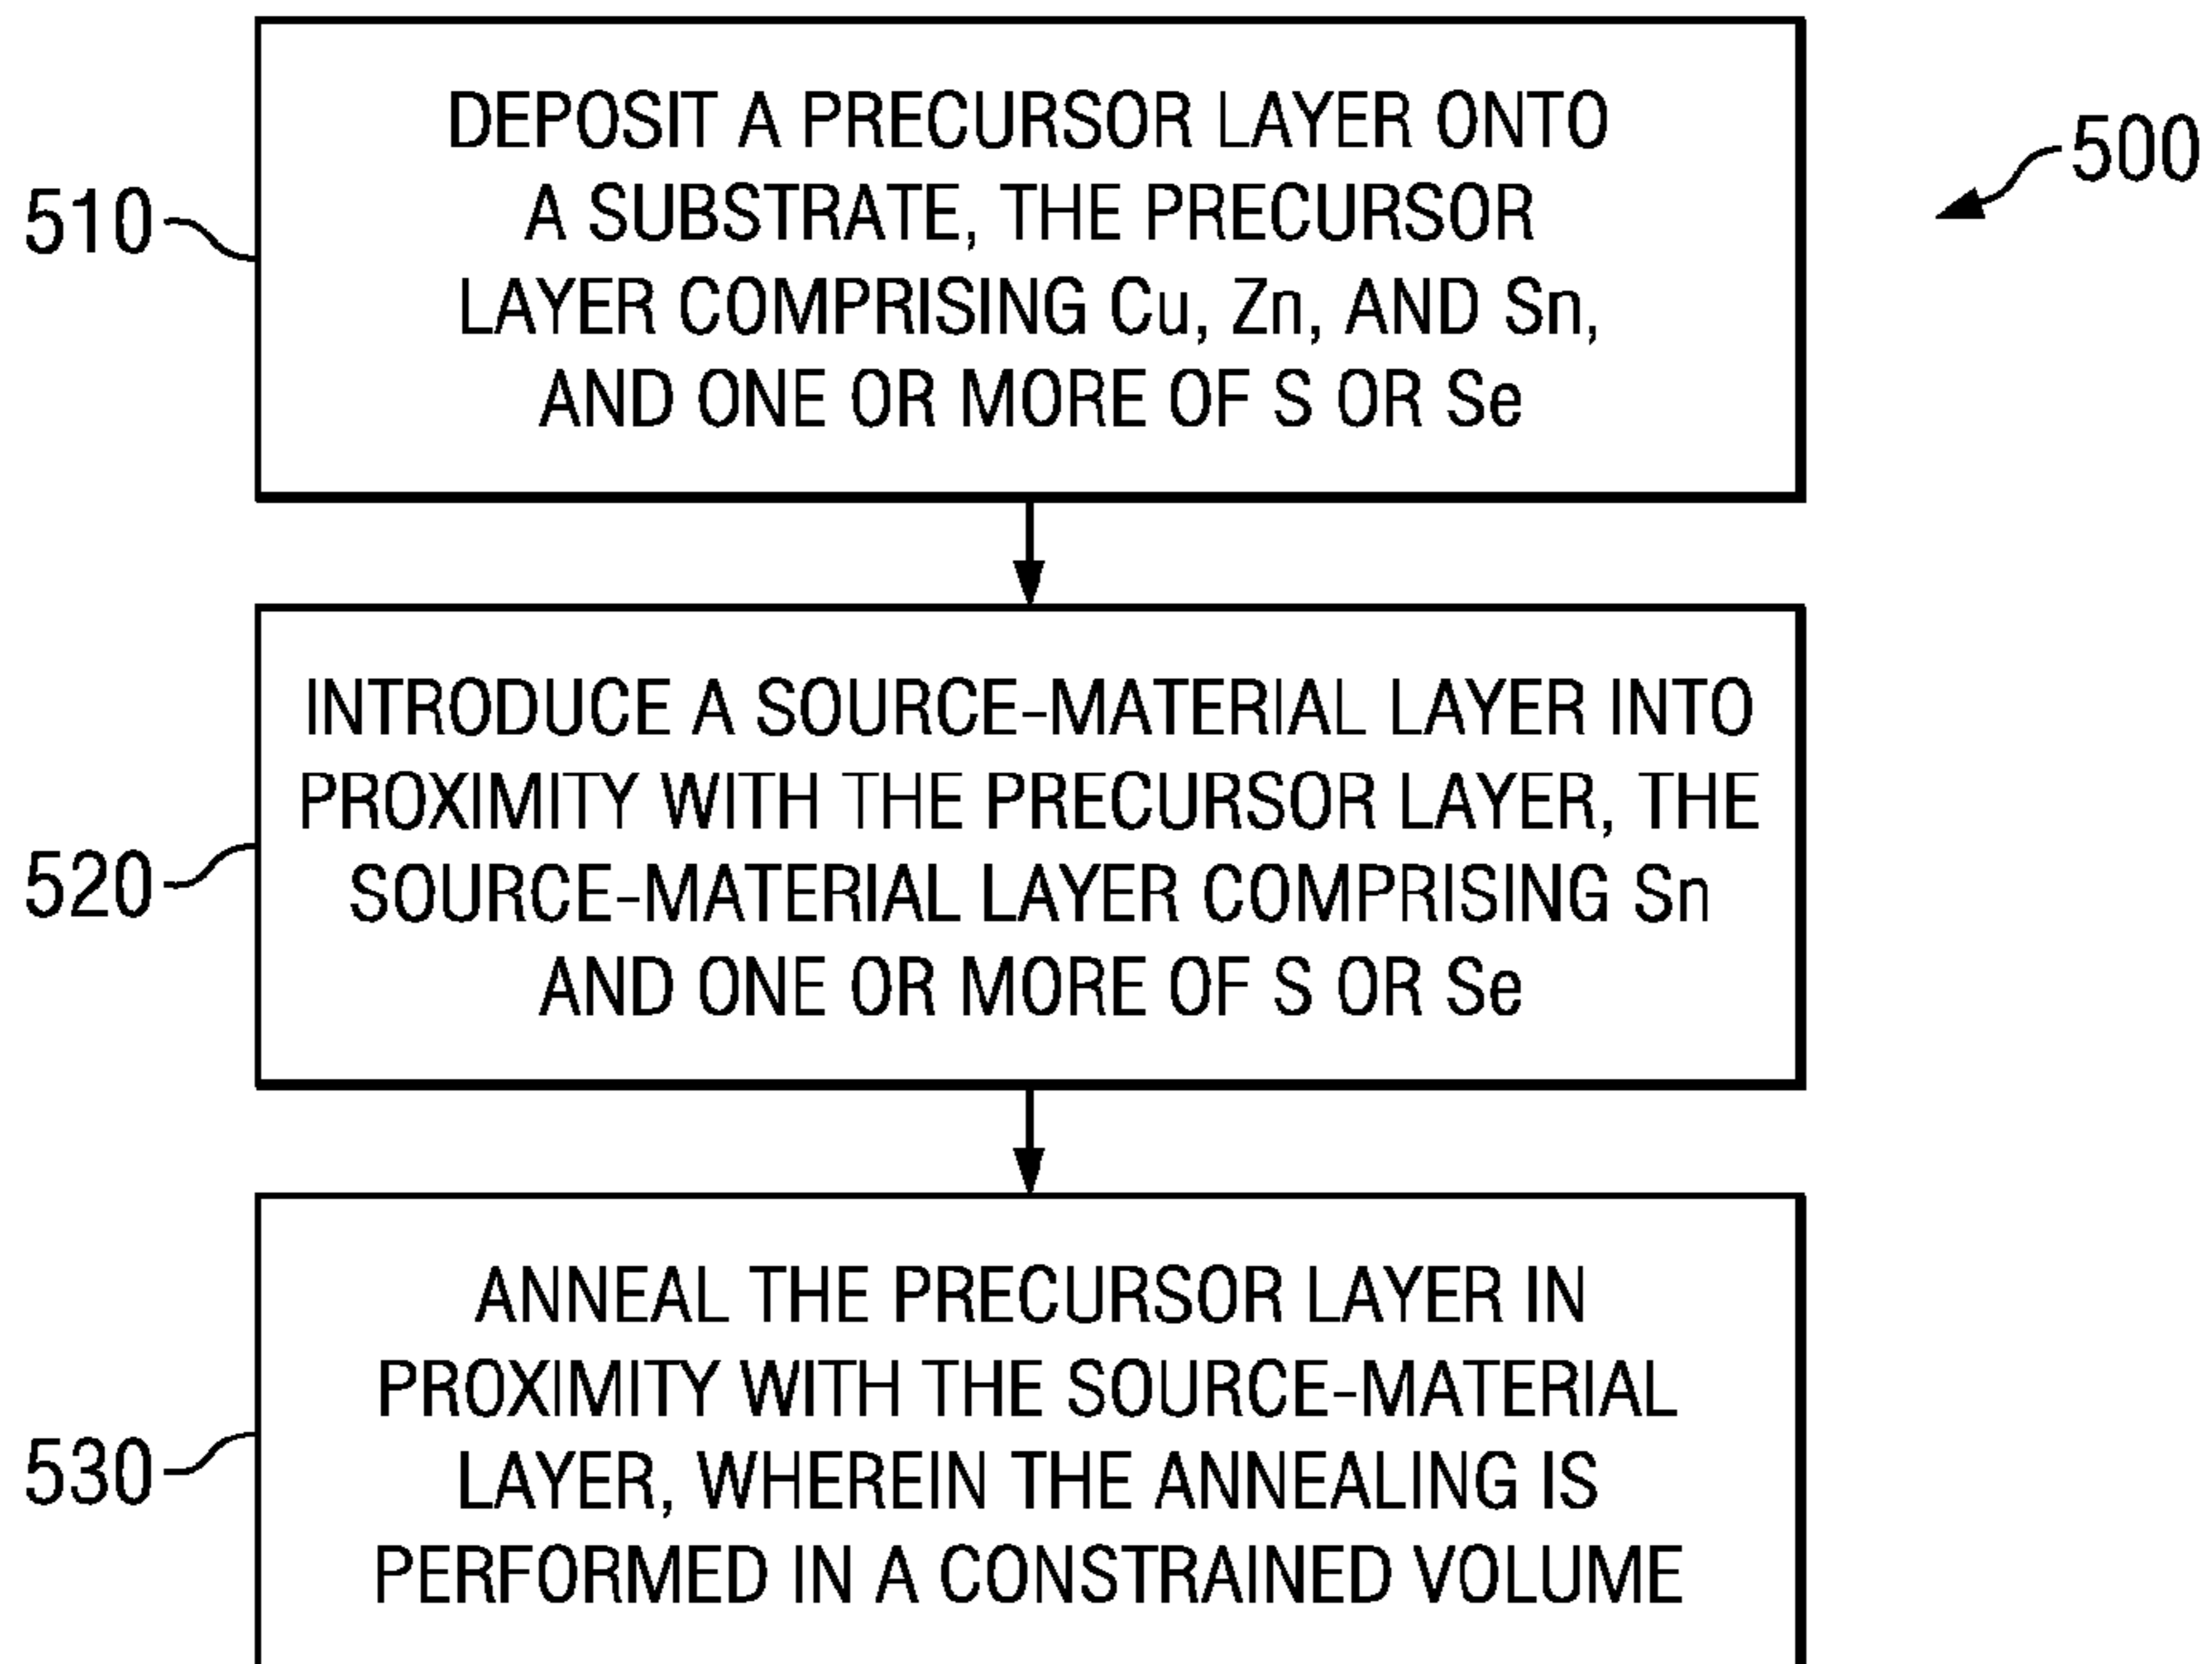 DEPOSIT A PRECURSOR LAYER ONTO
A SUBSTRATE, THE PRECURSOR
LAYER COMPRISING Cu, Zn, AND Sn,
AND ONE OR MORE OF S OR Se
510
500
INTRODUCE A SOURCE-MATERIAL LAYER INTO
PROXIMITY WITH THE PRECURSOR LAYER, THE
SOURCE-MATERIAL LAYER COMPRISING Sn
AND ONE OR MORE OF S OR Se
520
ANNEAL THE PRECURSOR LAYER IN
PROXIMITY WITH THE SOURCE-MATERIAL
LAYER, WHEREIN THE ANNEALING IS
PERFORMED IN A CONSTRAINED VOLUME
530